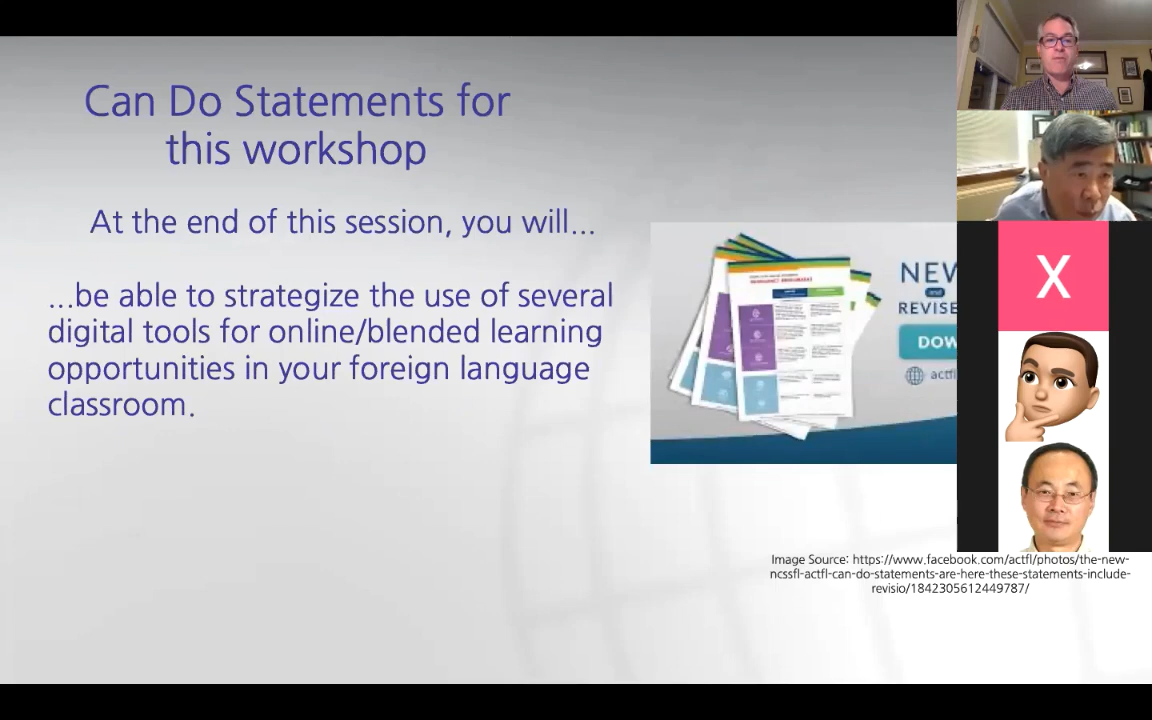 Can Do Statements for
this workshop
At the end of this session, you will...
...be able to strategize the use of several
digital tools for online/blended learning
opportunities in your foreign language
classroom.
NEW
and
REVISE
DOW
actfl
X
Image Source: https://www.facebook.com/actfl/photos/the-new-
ncssfl-actfl-can-do-statements-are-here-these-statements-include-
revisio/1842305612449787/